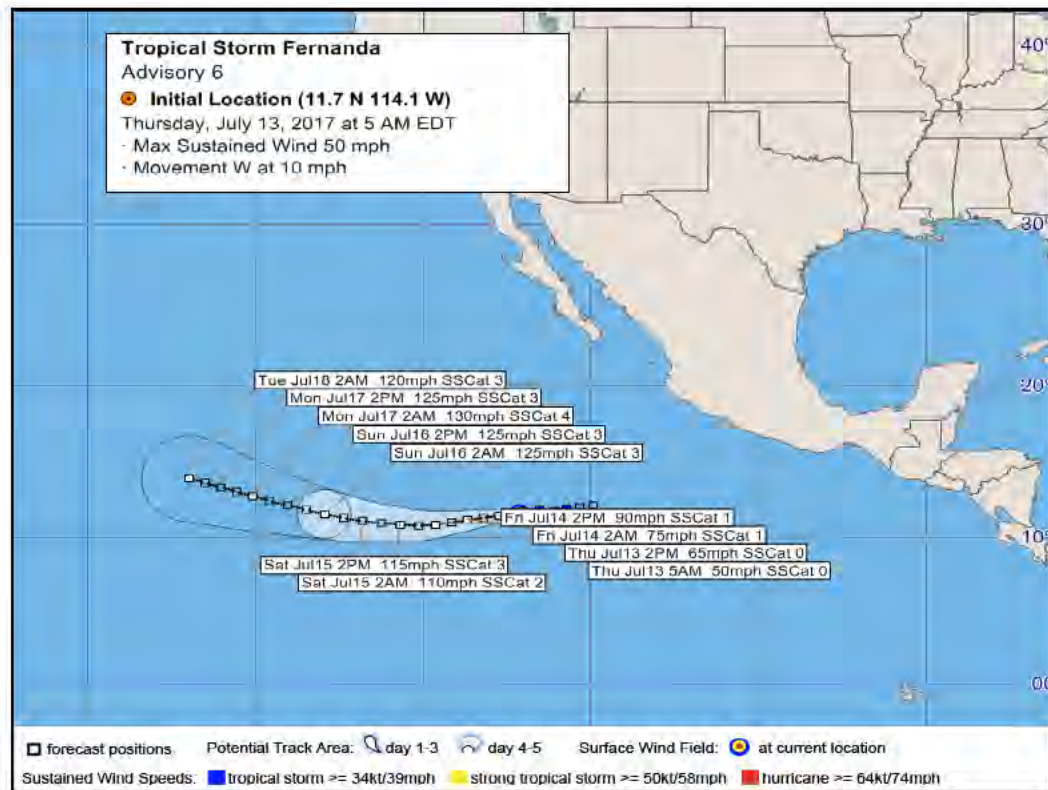 Tropical Storm Fernanda
Advisory 6
Initial Location (11.7 N 114.1 W)
Thursday, July 13, 2017 at 5 AM EDT
· Max Sustained Wind 50 mph
· Movement W at 10 mph
40°
30°
20°
10°
00°
Tue Jul18 2AM 120mph SSCat 3
Mon Jul17 2PM 125mph SSCat 3
Mon Jul17 2AM 130mph SSCat 4
Sun Jul16 2PM 125mph SSCat 3
Sun Jul16 2AM 125mph SSCat 3
Fri Jul14 2PM 90mph SSCat 1
Fri Jul14 2AM 75mph SSCat 1
Thu Jul13 2PM 65mph SSCat 0
Thu Jul13 5AM 50mph SSCat 0
Sat Jul15 2PM 115mph SSCat 3
Sat Jul15 2AM 110mph SSCat 2
forecast positions Potential Track Area: day 1-3 day 4-5 Surface Wind Field: at current location
Sustained Wind Speeds: tropical storm >= 34kt/39mph strong tropical storm >= 50kt/58mph hurricane >= 64kt/74mph